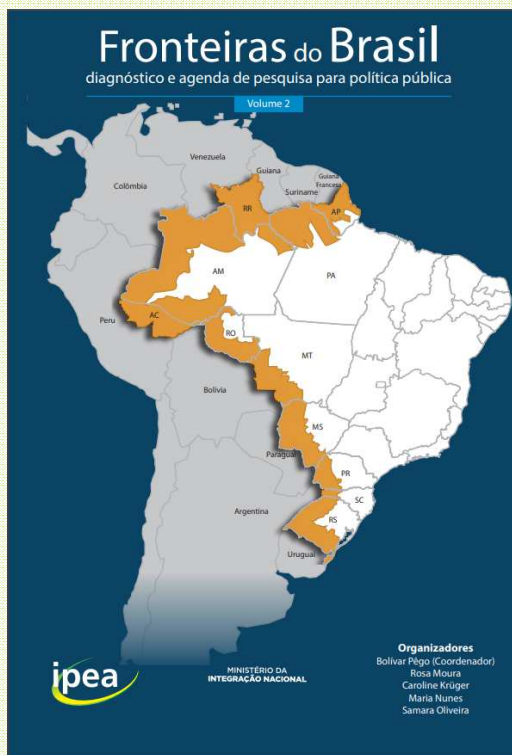 Fronteiras do Brasil
diagnóstico e agenda de pesquisa para política pública
Volume 2
Venezuela
Guiana
Guiana
Francesa
Suriname
Colômbia
RR
AP
AM
PA
Peru
AC
RO
MT
Bolívia
MS
Paraguai
PR
SC
Argentina
RS
Uruguai
Organizadores
Bolívar Pêgo (Coordenador)
Rosa Moura
Caroline Krüger
Maria Nunes
Samara Oliveira
ipea
MINISTÉRIO DA
INTEGRAÇÃO NACIONAL